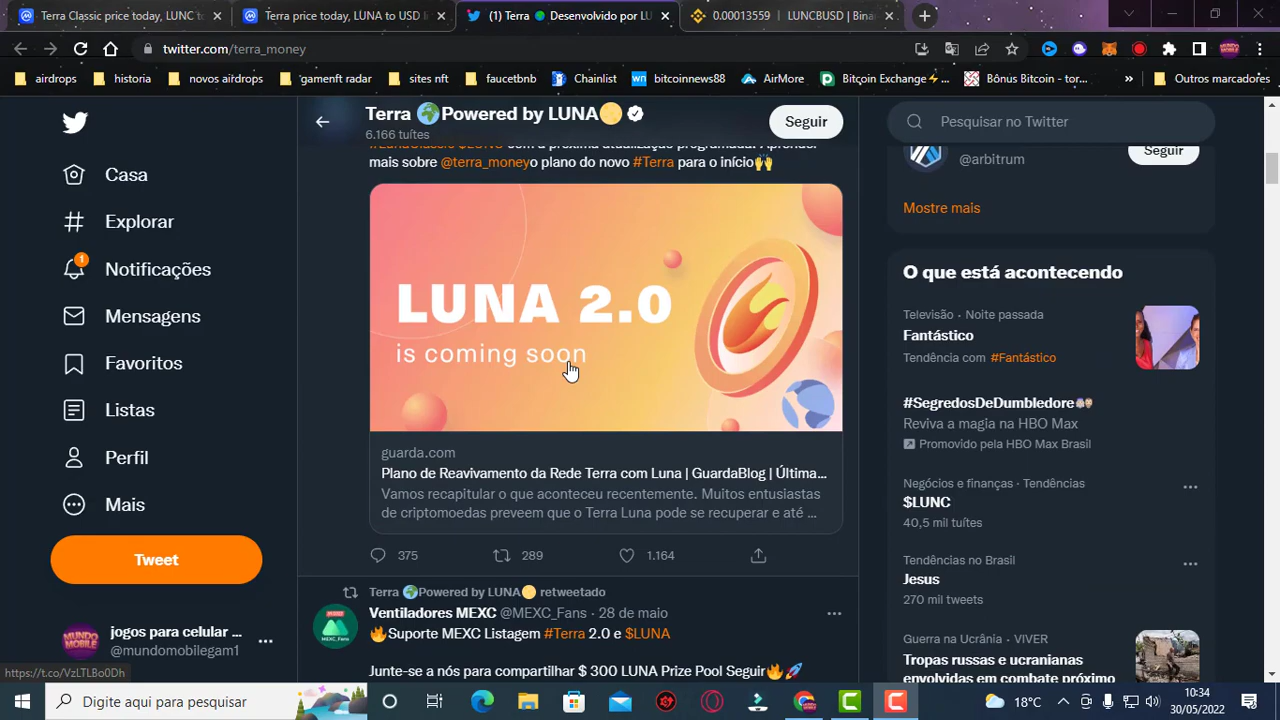 Terra Classic price today, LUNC to
Terra price today, LUNA to USD l
(1) Terra
Desenvolvido por LU
0.00013559 | LUNCBUSD | Bina
twitter.com/terra_money
airdrops
historia
novos airdrops
'gamenft radar
sites nft
faucetbnb
Chainlist
bitcoinnews88
AirMore
Bitcoin Exchange⚡...
Bônus Bitcoin - tor...
»
Outros marcadores
Terra 🌍Powered by LUNA🌕
6.166 tuítes
Seguir
Pesquisar no Twitter
Casa
Explorar
1
Notificações
Mensagens
Favoritos
Listas
Perfil
Mais
Tweet
jogos para celular ...
@mundomobilegam1
mais sobre @terra_moneyo plano do novo #Terra para o início🙌
LUNA 2.0
is coming soon
guarda.com
Plano de Reavivamento da Rede Terra com Luna | GuardaBlog | Última...
Vamos recapitular o que aconteceu recentemente. Muitos entusiastas
de criptomoedas preveem que o Terra Luna pode se recuperar e até ...
375
289
1.164
Terra 🌍Powered by LUNA🌕 retweetado
Ventiladores MEXC @MEXC_Fans · 28 de maio
🔥Suporte MEXC Listagem #Terra 2.0 e $LUNA
Junte-se a nós para compartilhar $ 300 LUNA Prize Pool Seguir🔥🚀
@arbitrum
Seguir
Mostre mais
O que está acontecendo
Televisão · Noite passada
Fantástico
Tendência com #Fantástico
#SegredosDeDumbledore
Reviva a magia na HBO Max
Promovido pela HBO Max Brasil
Negócios e finanças · Tendências
$LUNC
40,5 mil tuítes
Tendências no Brasil
Jesus
270 mil tweets
Guerra na Ucrânia · VIVER
Tropas russas e ucranianas
envolvidas em combate próximo
https://t.co/VzLTLBo0Dh
Digite aqui para pesquisar
18°C
10:34
30/05/2022